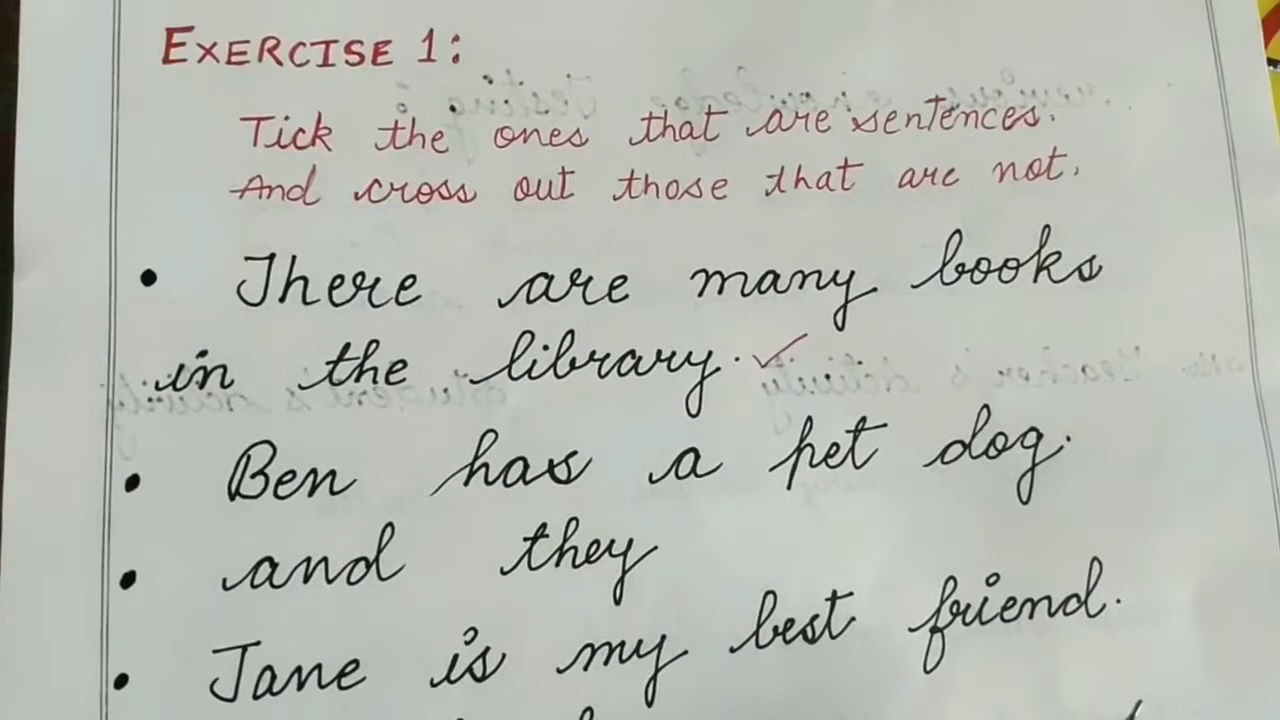 EXERCISE 1:
Tick the ones that are sentences.
And cross out those that are not.
• There are many books
in the library. ✓
• Ben has a pet dog.
• and they
• Jane is my best friend.